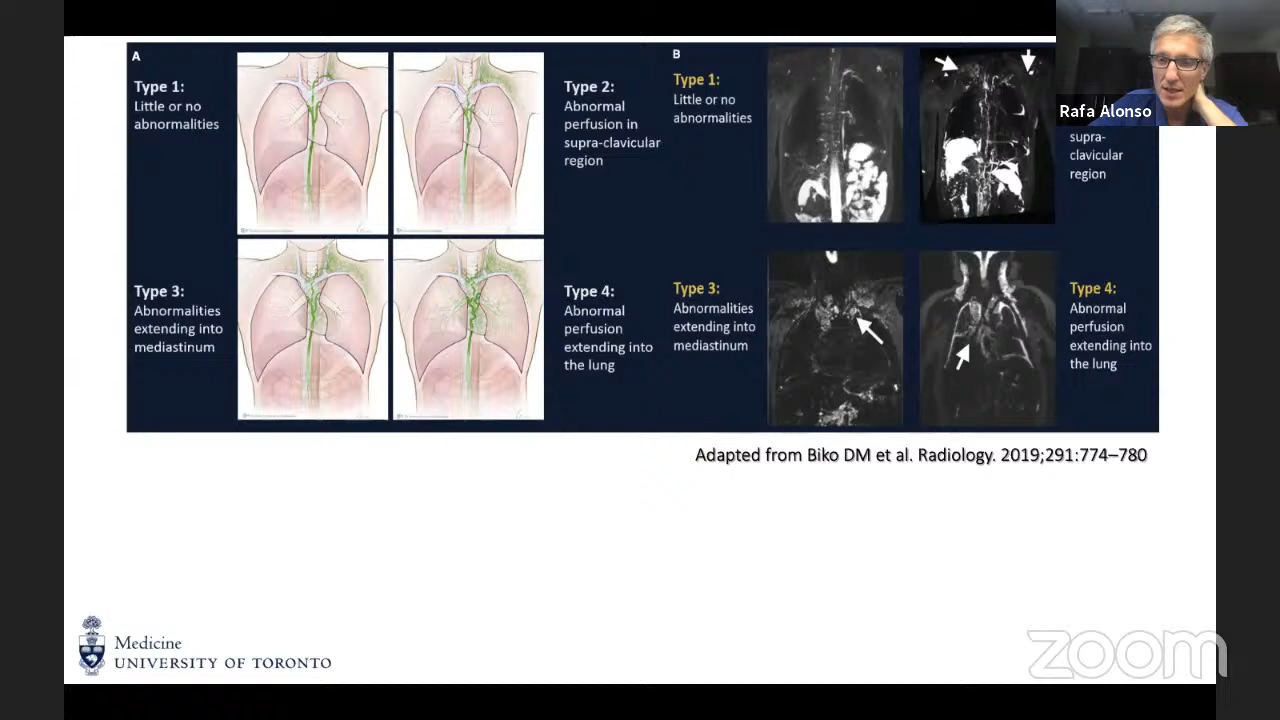 A
Type 1:
Little or no
abnormalities
Type 2:
Abnormal
perfusion in
supra-clavicular
region
Type 3:
Abnormalities
extending into
mediastinum
Type 4:
Abnormal
perfusion
extending into
the lung
B
Type 1:
Little or no
abnormalities
supra-
clavicular
region
Type 3:
Abnormalities
extending into
mediastinum
Type 4:
Abnormal
perfusion
extending into
the lung
Rafa Alonso
Adapted from Biko DM et al. Radiology. 2019;291:774–780
Medicine
UNIVERSITY OF TORONTO
zoom